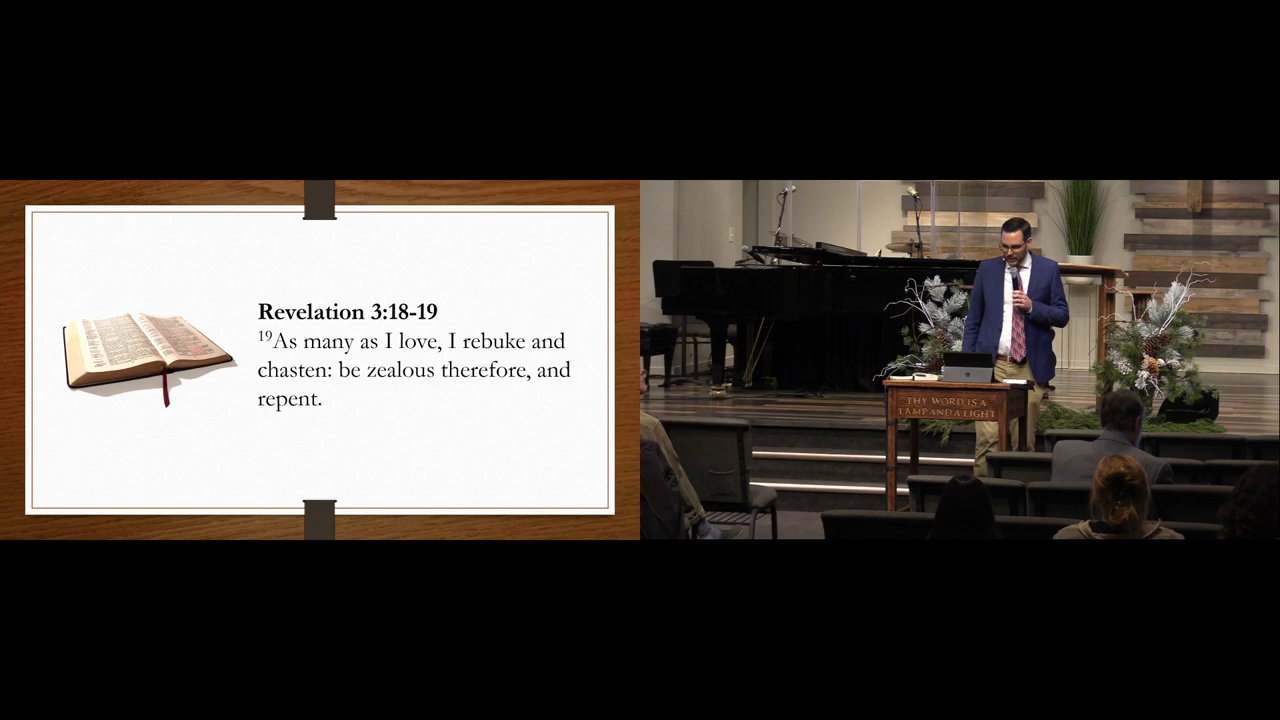 Revelation 3:18-19
19As many as I love, I rebuke and
chasten: be zealous therefore, and
repent.
THY WORD IS A
LAMP AND A LIGHT